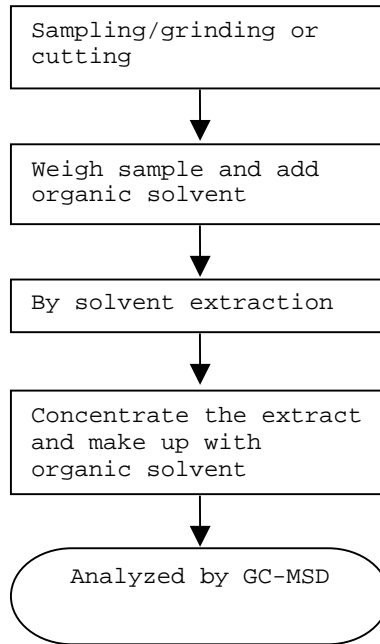 Sampling/grinding or
cutting
Weigh sample and add
organic solvent
By solvent extraction
Concentrate the extract
and make up with
organic solvent
Analyzed by GC-MSD